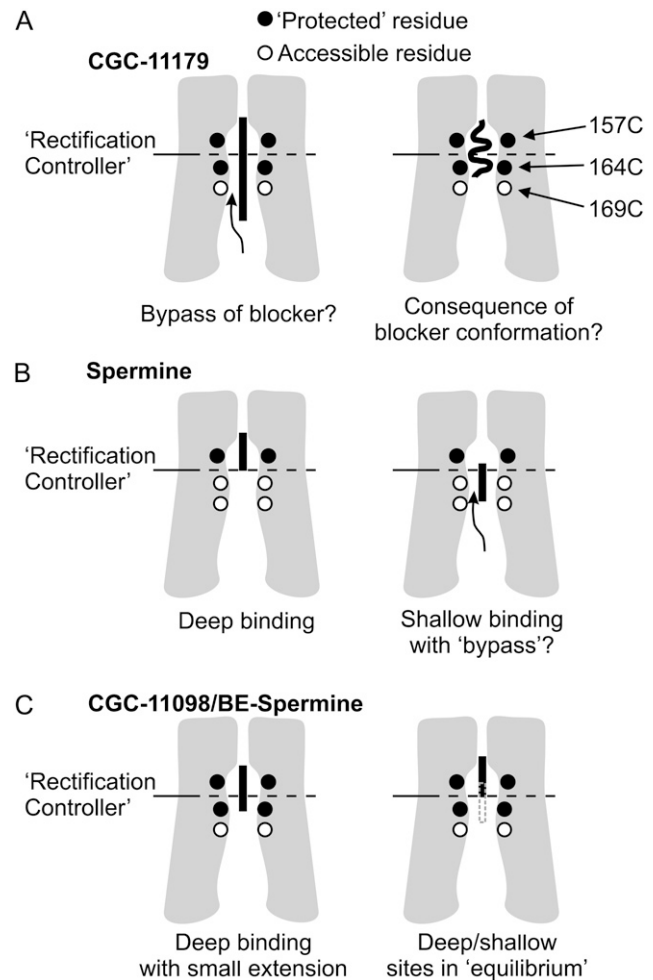 A
●'Protected' residue
CGC-11179
○ Accessible residue
'Rectification
Controller'
157C
164C
169C
Bypass of blocker?
Consequence of
blocker conformation?
B
Spermine
'Rectification
Controller'
Deep binding
Shallow binding
with 'bypass'?
C
CGC-11098/BE-Spermine
'Rectification
Controller'
Deep binding
with small extension
Deep/shallow
sites in 'equilibrium'